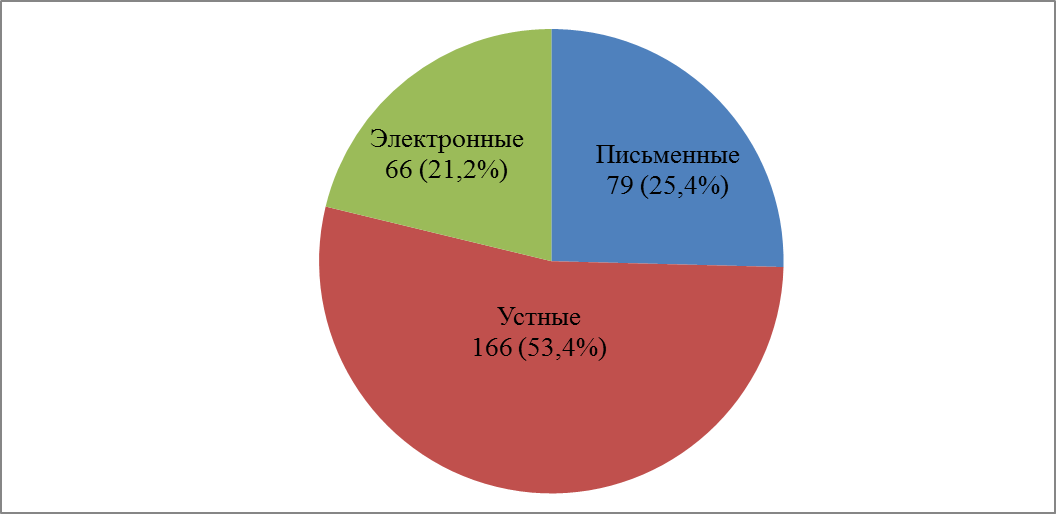 Электронные
66 (21,2%)
Письменные
79 (25,4%)
Устные
166 (53,4%)